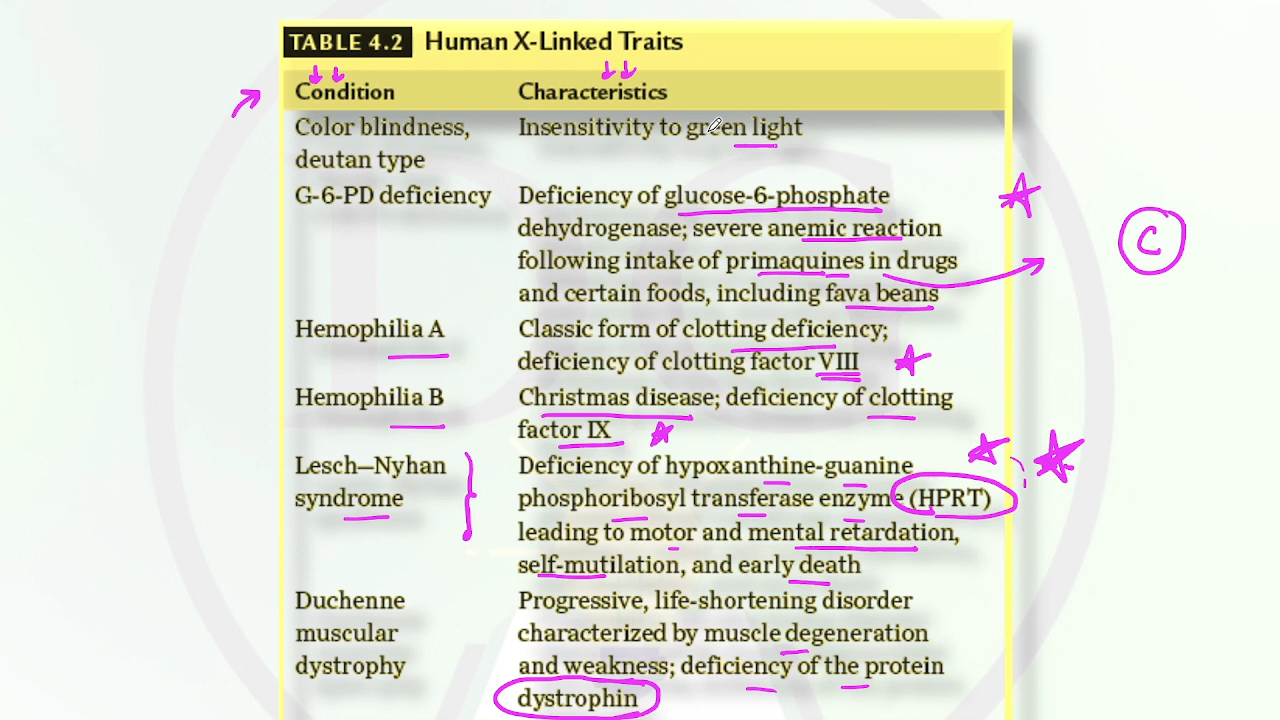 TABLE 4.2 Human X-Linked Traits
Condition Characteristics
Color blindness, Insensitivity to green light
deutan type
G-6-PD deficiency Deficiency of glucose-6-phosphate
dehydrogenase; severe anemic reaction
following intake of primaquines in drugs
and certain foods, including fava beans
C
Hemophilia A Classic form of clotting deficiency;
deficiency of clotting factor VIII
Hemophilia B Christmas disease; deficiency of clotting
factor IX
Lesch—Nyhan Deficiency of hypoxanthine-guanine
syndrome phosphoribosyl transferase enzyme (HPRT)
leading to motor and mental retardation,
self-mutilation, and early death
Duchenne Progressive, life-shortening disorder
muscular characterized by muscle degeneration
dystrophy and weakness; deficiency of the protein
dystrophin